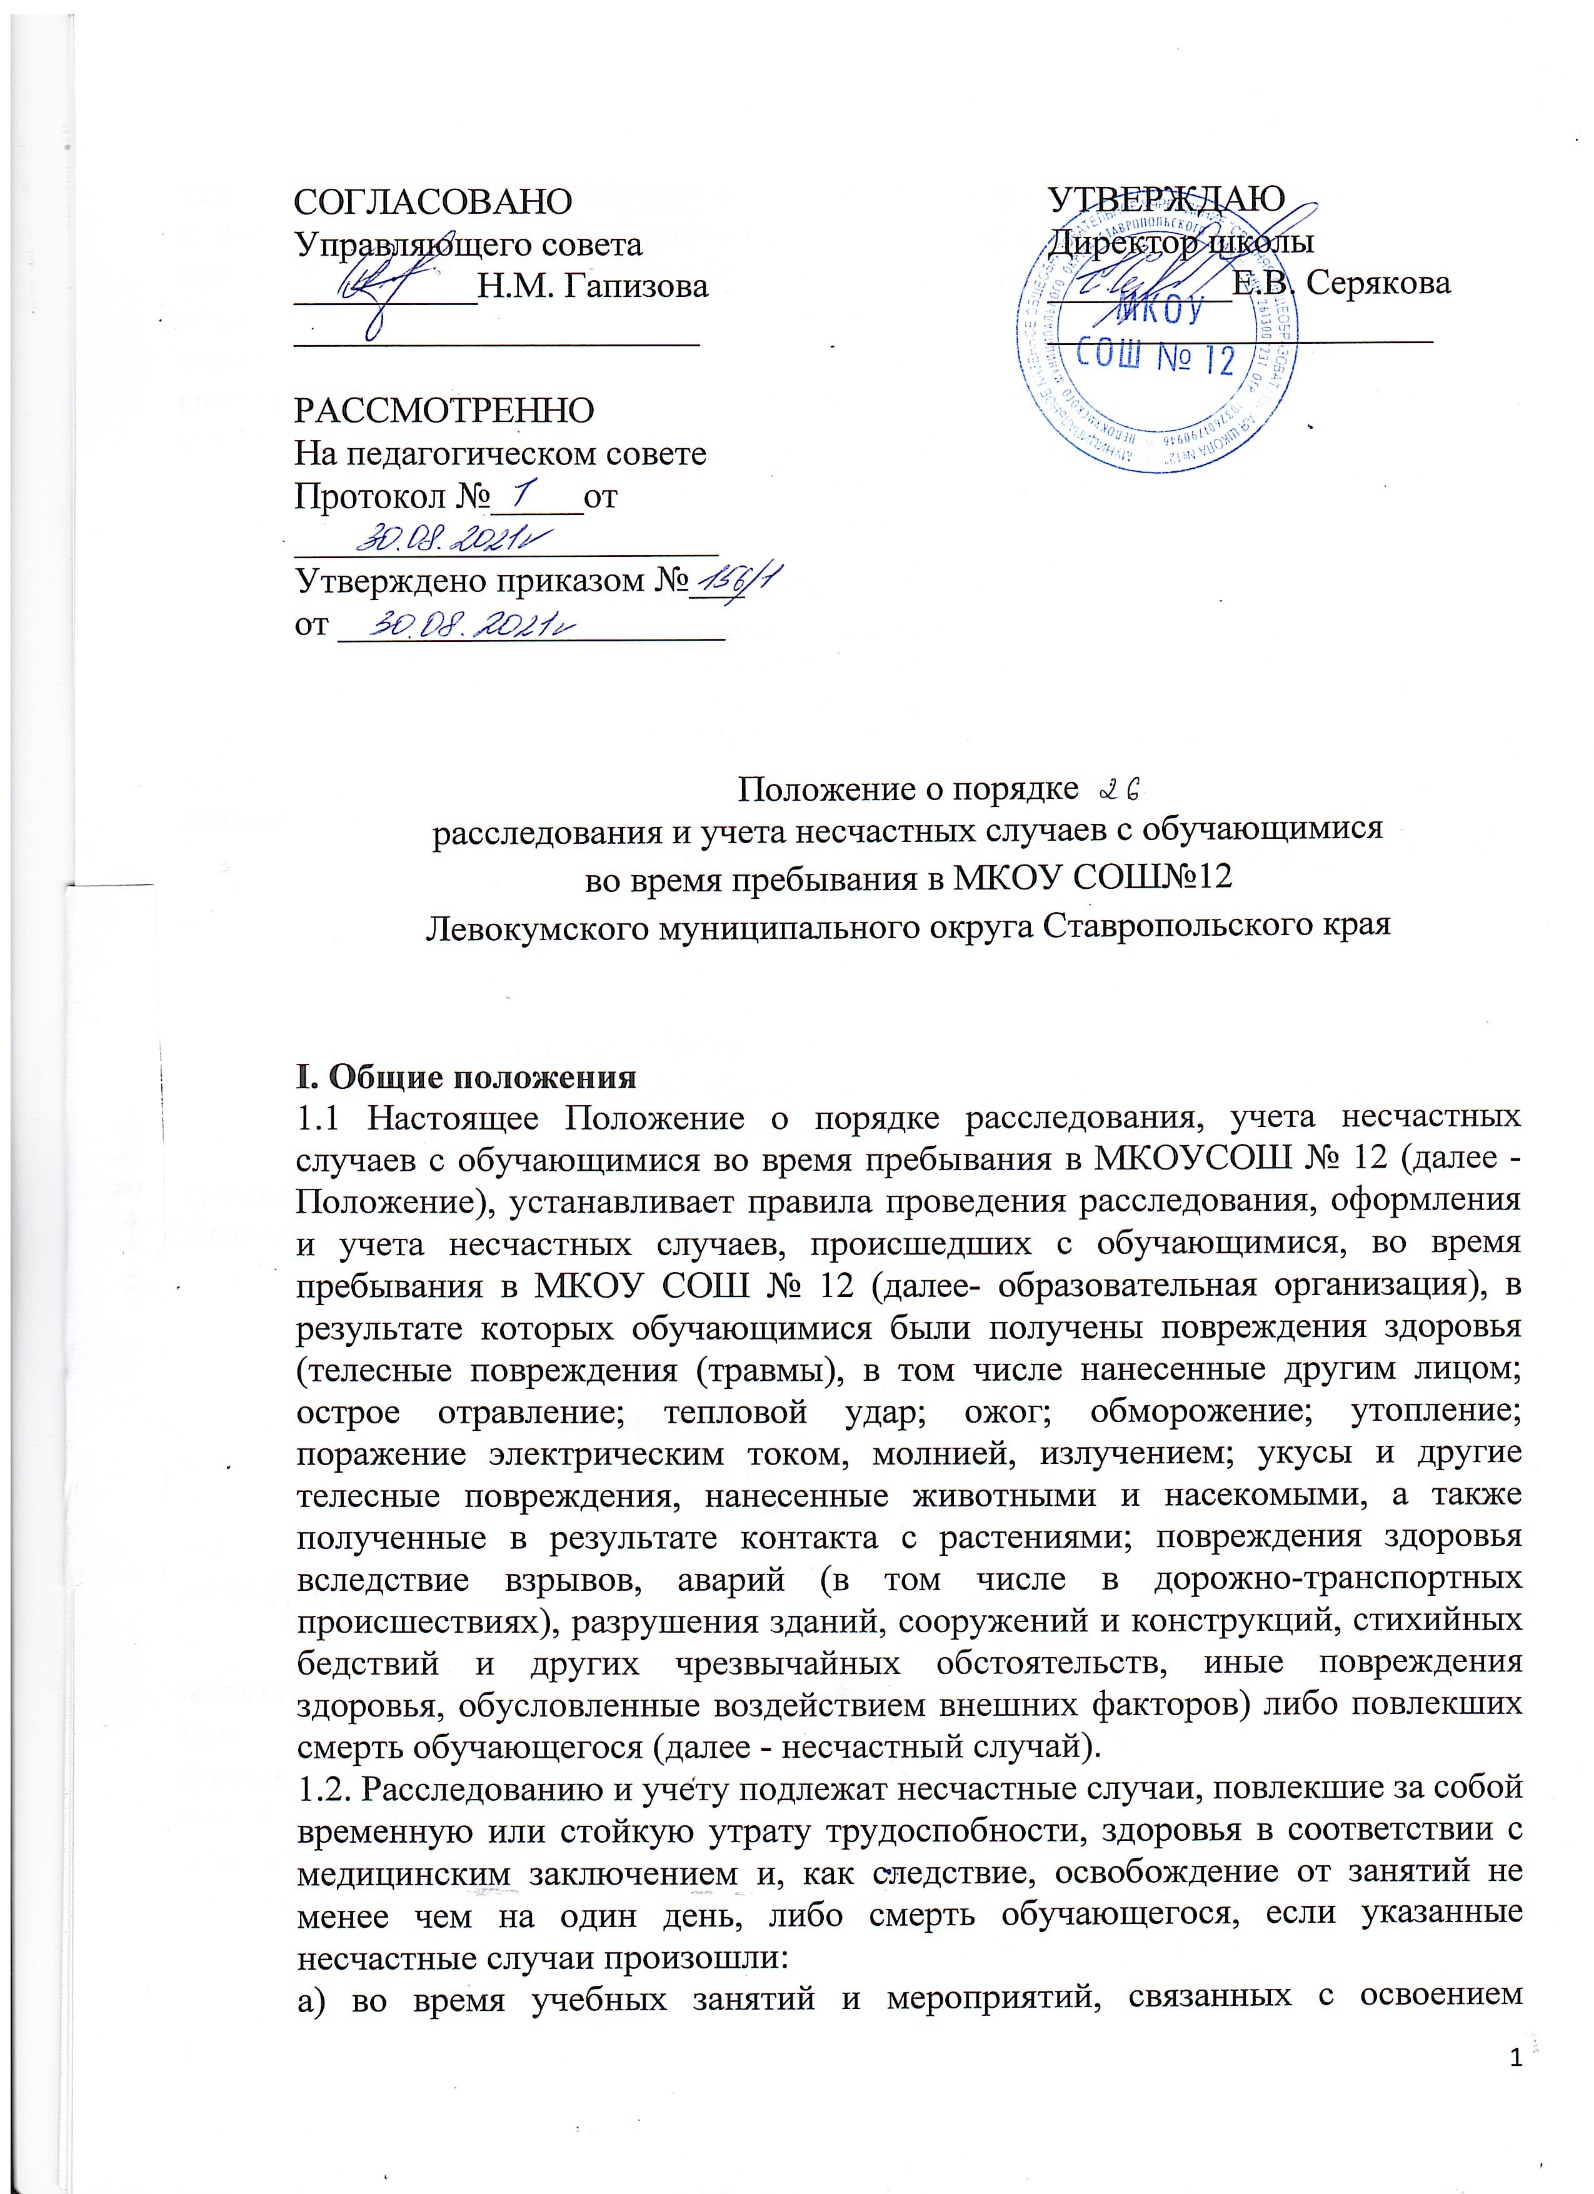 СОГЛАСОВАНО
Управляющего совета
__________Н.М. Гапизова
РАССМОТРЕННО
На педагогическом совете
Протокол № 1 от
30.08.2021г
Утверждено приказом № 156/1
от 30.08.2021г
УТВЕРЖДАЮ
Директор школы
__________Е.В. Серякова
МКОУ
СОШ № 12
Положение о порядке 26
расследования и учета несчастных случаев с обучающимися
во время пребывания в МКОУ СОШ№12
Левокумского муниципального округа Ставропольского края
I. Общие положения
1.1 Настоящее Положение о порядке расследования, учета несчастных
случаев с обучающимися во время пребывания в МКОУСОШ № 12 (далее -
Положение), устанавливает правила проведения расследования, оформления
и учета несчастных случаев, происшедших с обучающимися, во время
пребывания в МКОУ СОШ № 12 (далее- образовательная организация), в
результате которых обучающимися были получены повреждения здоровья
(телесные повреждения (травмы), в том числе нанесенные другим лицом;
острое отравление; тепловой удар; ожог; обморожение; утопление;
поражение электрическим током, молнией, излучением; укусы и другие
телесные повреждения, нанесенные животными и насекомыми, а также
полученные в результате контакта с растениями; повреждения здоровья
вследствие взрывов, аварий (в том числе в дорожно-транспортных
происшествиях), разрушения зданий, сооружений и конструкций, стихийных
бедствий и других чрезвычайных обстоятельств, иные повреждения
здоровья, обусловленные воздействием внешних факторов) либо повлекших
смерть обучающегося (далее - несчастный случай).
1.2. Расследованию и учету подлежат несчастные случаи, повлекшие за собой
временную или стойкую утрату трудоспобности, здоровья в соответствии с
медицинским заключением и, как следствие, освобождение от занятий не
менее чем на один день, либо смерть обучающегося, если указанные
несчастные случаи произошли:
а) во время учебных занятий и мероприятий, связанных с освоением
1